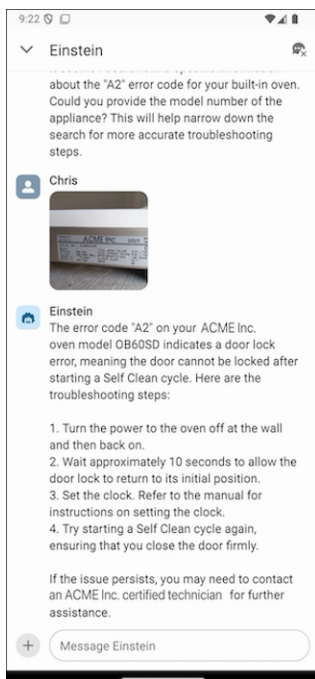 9:22
Einstein
about the "A2" error code for your built-in oven.
Could you provide the model number of the
appliance? This will help narrow down the
search for more accurate troubleshooting
steps.
Chris
ACME Inc
Einstein
The error code "A2" on your ACME Inc.
oven model OB60SD indicates a door lock
error, meaning the door cannot be locked after
starting a Self Clean cycle. Here are the
troubleshooting steps:
1. Turn the power to the oven off at the wall
and then back on.
2. Wait approximately 10 seconds to allow the
door lock to return to its initial position.
3. Set the clock. Refer to the manual for
instructions on setting the clock.
4. Try starting a Self Clean cycle again,
ensuring that you close the door firmly.
If the issue persists, you may need to contact
an ACME Inc. certified technician for further
assistance.
Message Einstein